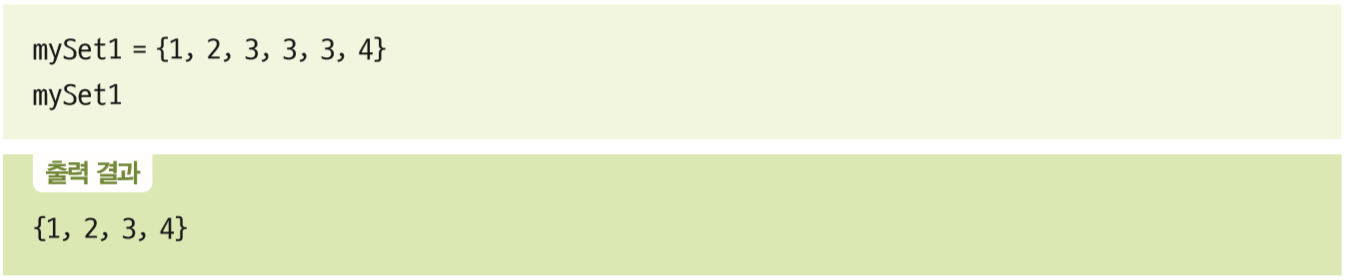 mySet1 = {1, 2, 3, 3, 3, 4}
mySet1
출력 결과
{1, 2, 3, 4}